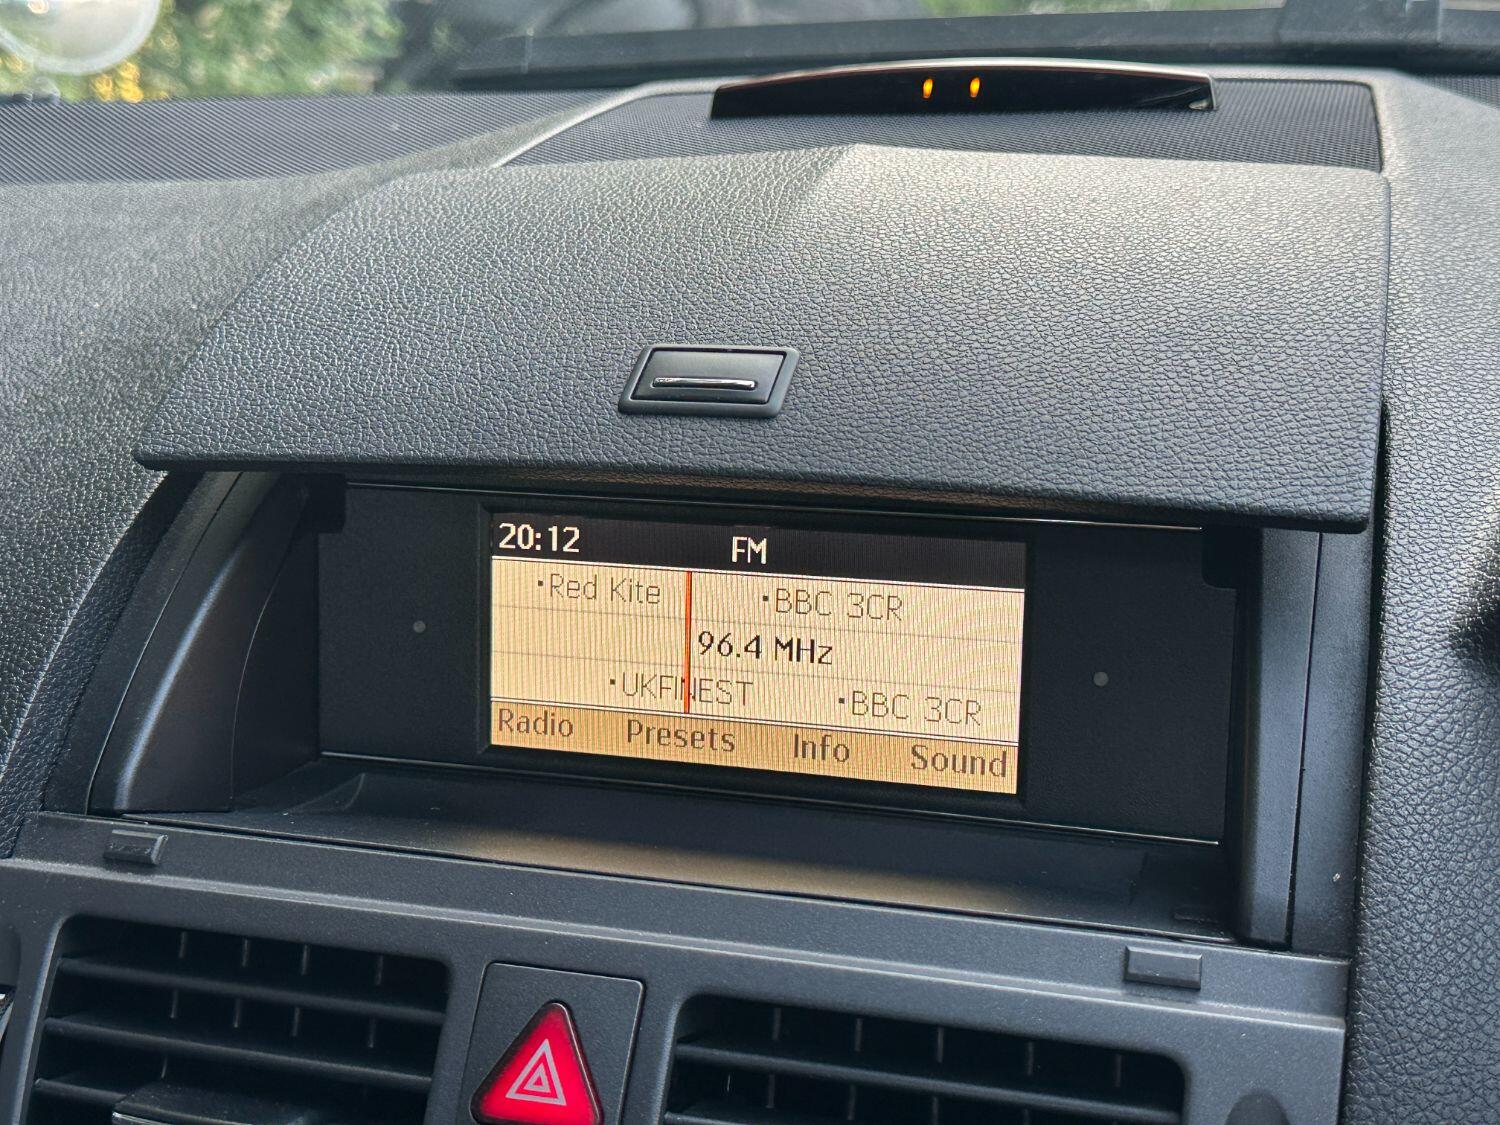 20:12 FM
•Red Kite •BBC 3CR
96.4 MHz
•UKFINEST •BBC 3CR
Radio Presets Info Sound